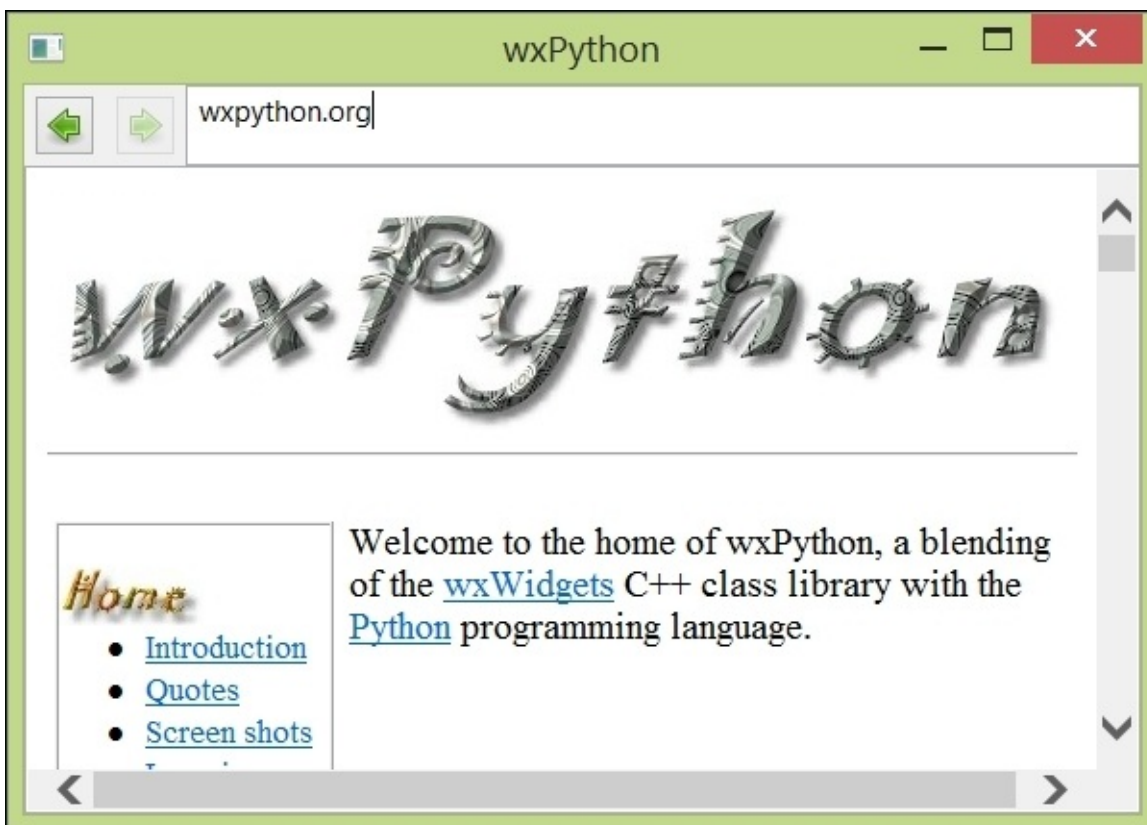 wxPython
wxpython.org
wxPython
Welcome to the home of wxPython, a blending
of the wxWidgets C++ class library with the
Python programming language.
Home
Introduction
Quotes
Screen shots